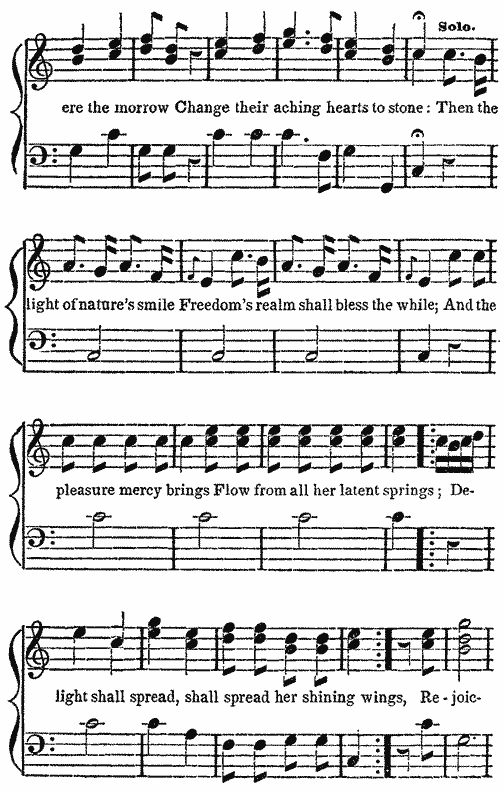 Solo.
ere the morrow Change their aching hearts to stone: Then the
light of nature's smile Freedom's realm shall bless the while; And the
pleasure mercy brings Flow from all her latent springs; De-
light shall spread, shall spread her shining wings, Re-joic-